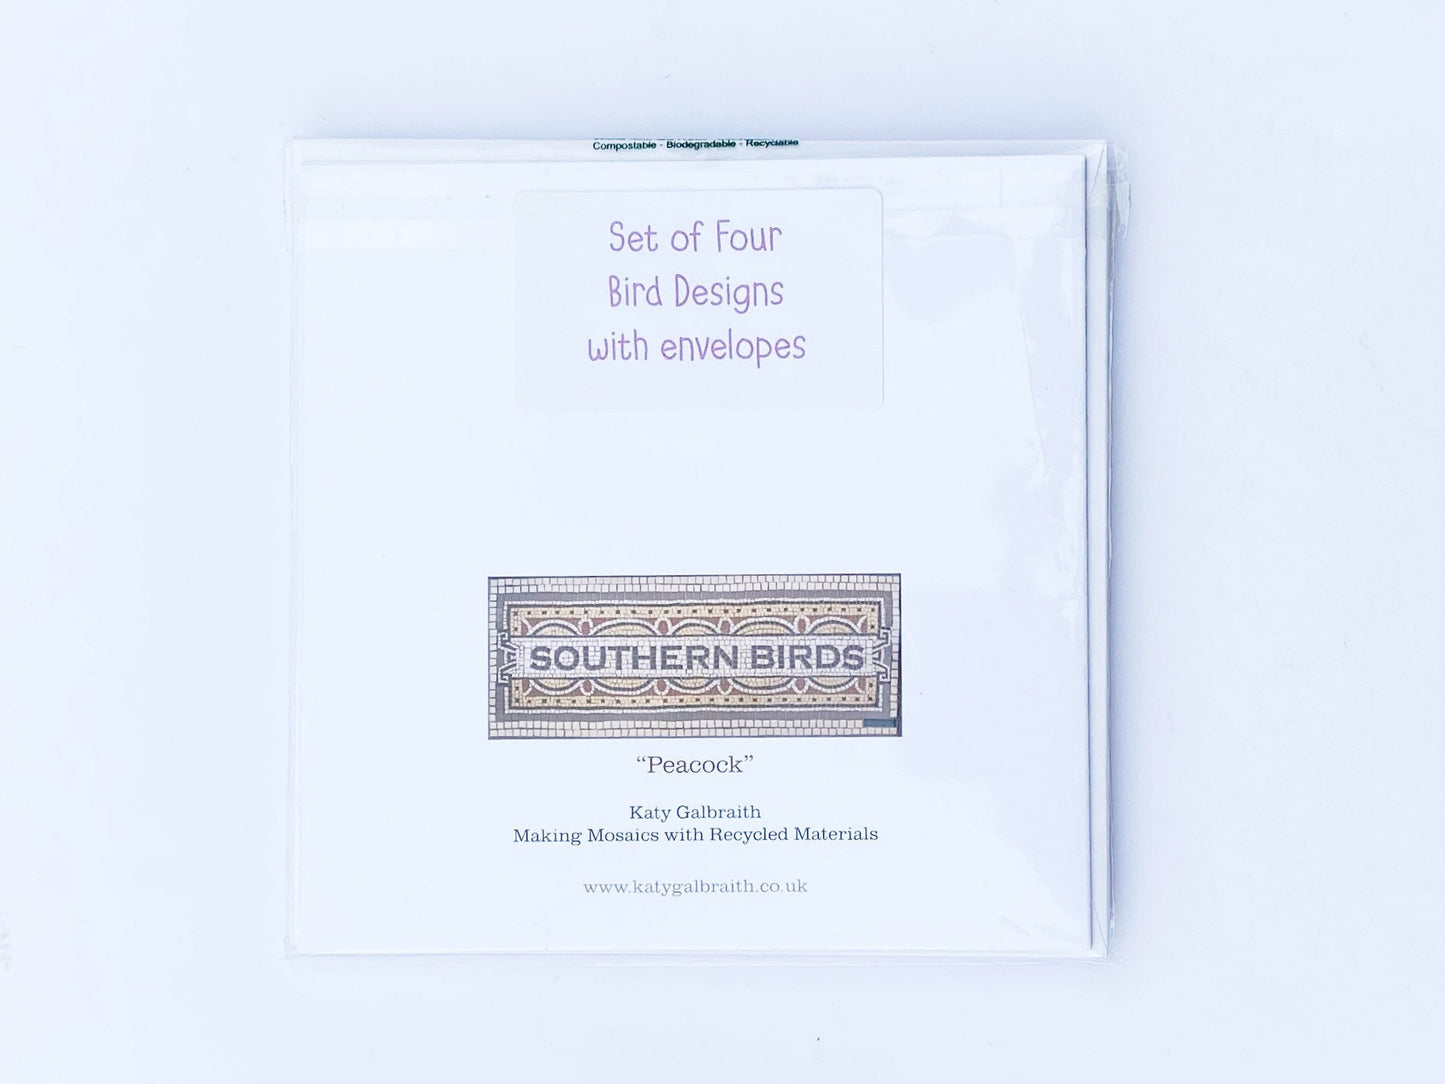 Compostable - Biodegradable - Recyclable
Set of Four
Bird Designs
with envelopes
SOUTHERN BIRDS
“Peacock”
Katy Galbraith
Making Mosaics with Recycled Materials
www.katygalbraith.co.uk